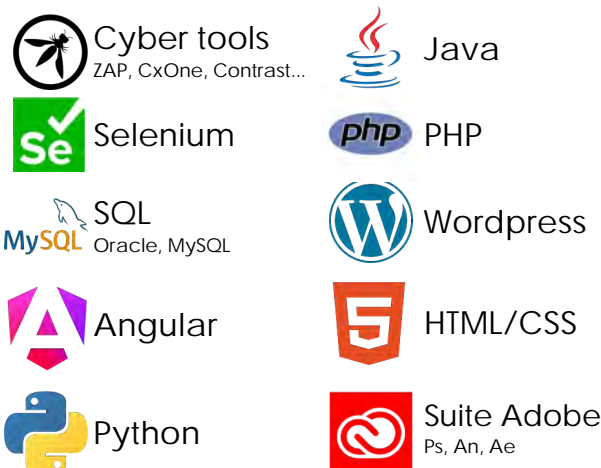 Cyber tools
ZAP, CxOne, Contrast...
Java
Se
Selenium
php
PHP
SQL
MySQL
Oracle, MySQL
Wordpress
Angular
HTML/CSS
Python
Suite Adobe
Ps, An, Ae